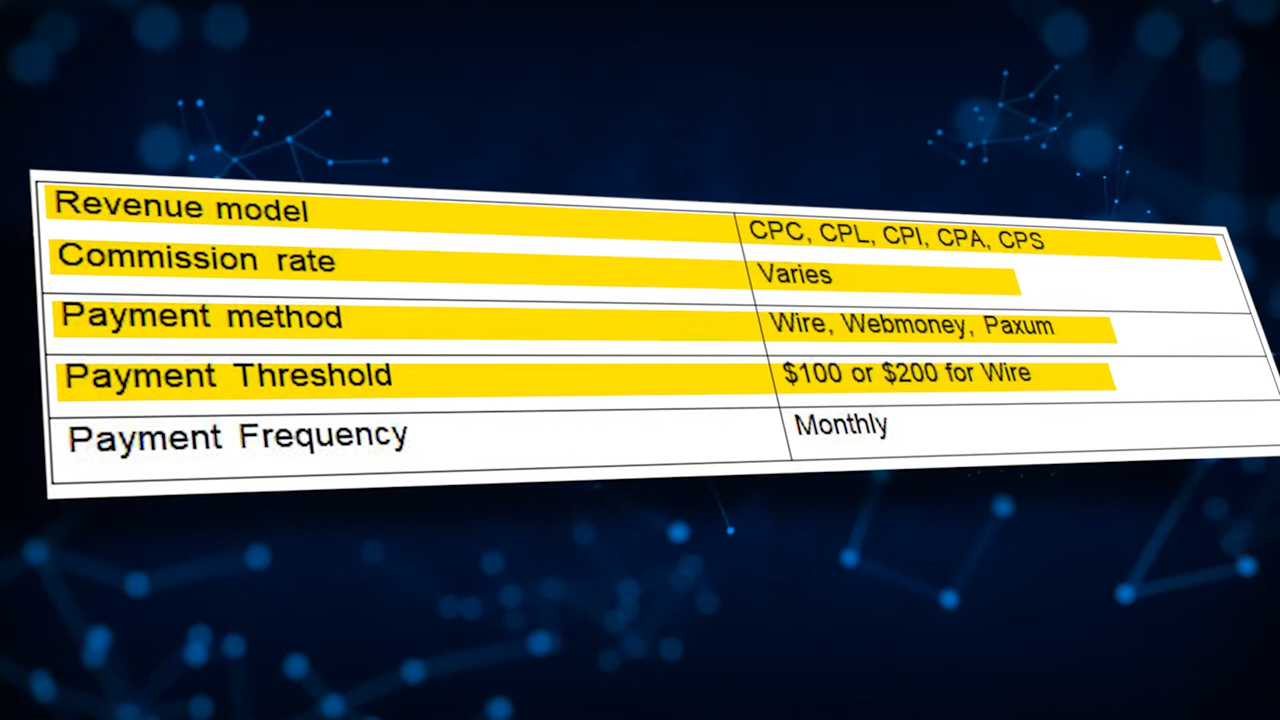 Revenue model CPC, CPL, CPI, CPA, CPS
Commission rate Varies
Payment method Wire, Webmoney, Paxum
Payment Threshold $100 or $200 for Wire
Payment Frequency Monthly